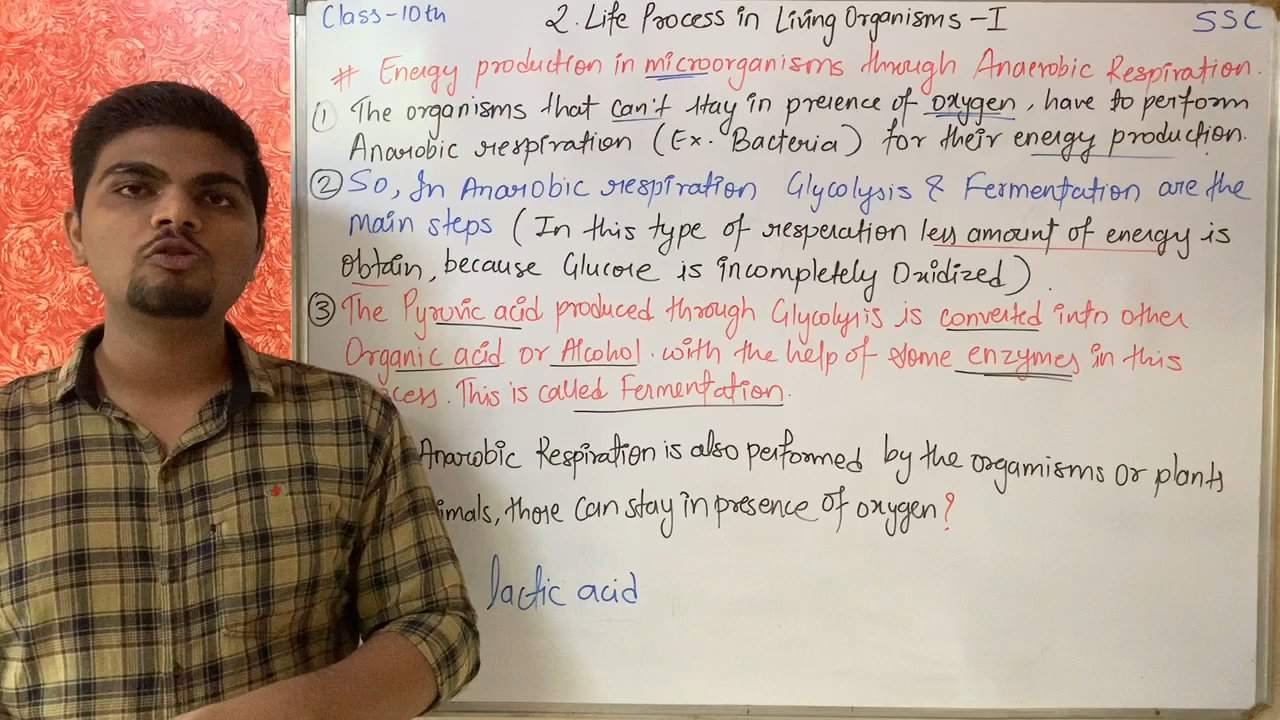 Class-10th
2. Life Process in Living Organisms - I
SSC
# Energy production in microorganisms through Anaerobic Respiration.
① The organisms that can't stay in presence of oxygen, have to perform
Anarobic respiration (Ex. Bacteria) for their energy production.
② So, In Anarobic respiration Glycolysis & Fermentation are the
main steps (In this type of resperation less amount of energy is
obtain, because Glucose is incompletely Oxidized).
③ The Pyruvic acid produced through Glycolysis is converted into other
Organic acid or Alcohol. with the help of some enzymes in this
cess. This is called Fermentation.
Anarobic Respiration is also performed by the orgamisms or plants
imals, those can stay in presence of oxygen?
lactic acid